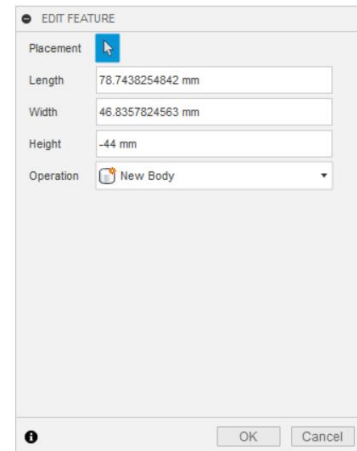 EDIT FEATURE
Placement
Length 78.7438254842 mm
Width 46.8357824563 mm
Height -44 mm
Operation New Body
OK Cancel